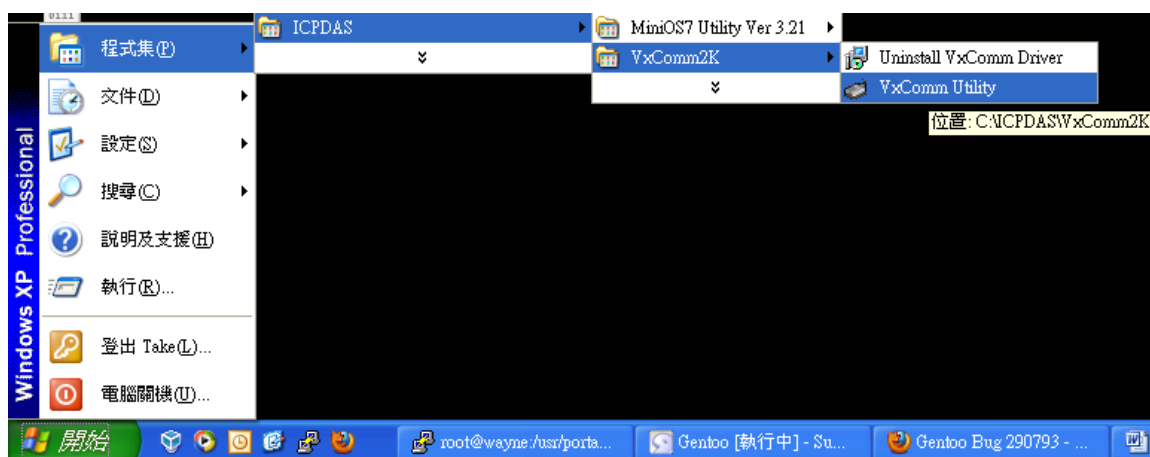 0111
程式集(P)
文件(D)
設定(S)
搜尋(C)
說明及支援(H)
執行(R)...
登出 Take(L)...
電腦關機(U)...
Windows XP Professional
ICPDAS
MiniOS7 Utility Ver 3.21
VxComm2K
Uninstall VxComm Driver
VxComm Utility
位置: C:\ICPDAS\VxComm2K
開始
root@wayne:/usr/porta...
Gentoo [執行中] - Su...
Gentoo Bug 290793 - ...